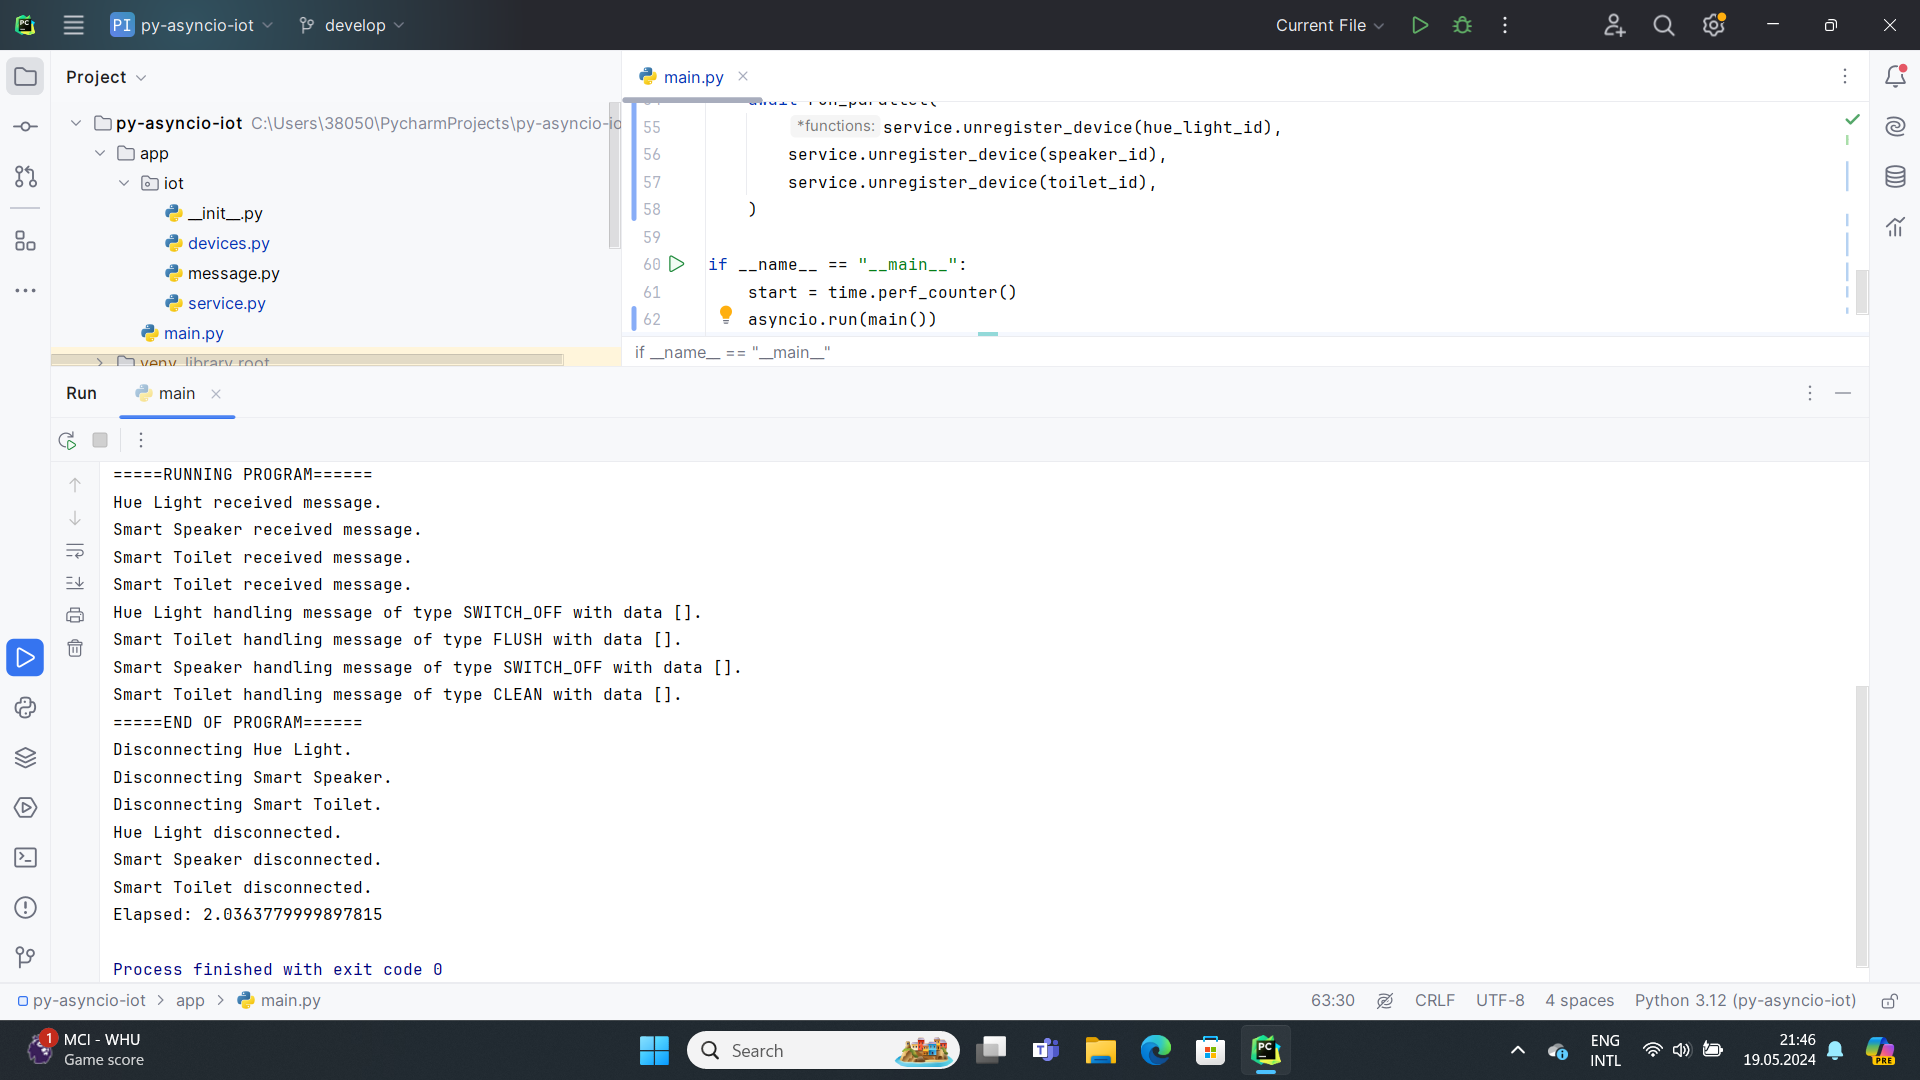 PC
PI py-asyncio-iot
develop
Current File
Project
main.py
py-asyncio-iot C:\Users\38050\PycharmProjects\py-asyncio-io
app
iot
__init__.py
devices.py
message.py
service.py
main.py
venv library root
await run_parallel(
55 *functions: service.unregister_device(hue_light_id),
56 service.unregister_device(speaker_id),
57 service.unregister_device(toilet_id),
58 )
59
60 if __name__ == "__main__":
61 start = time.perf_counter()
62 asyncio.run(main())
if __name__ == "__main__"
Run
main
=====RUNNING PROGRAM======
Hue Light received message.
Smart Speaker received message.
Smart Toilet received message.
Smart Toilet received message.
Hue Light handling message of type SWITCH_OFF with data [].
Smart Toilet handling message of type FLUSH with data [].
Smart Speaker handling message of type SWITCH_OFF with data [].
Smart Toilet handling message of type CLEAN with data [].
=====END OF PROGRAM======
Disconnecting Hue Light.
Disconnecting Smart Speaker.
Disconnecting Smart Toilet.
Hue Light disconnected.
Smart Speaker disconnected.
Smart Toilet disconnected.
Elapsed: 2.0363779999897815
Process finished with exit code 0
py-asyncio-iot > app > main.py
63:30 CRLF UTF-8 4 spaces Python 3.12 (py-asyncio-iot)
1
MCI - WHU
Game score
Search
PC
ENG
INTL
21:46
19.05.2024
PRE